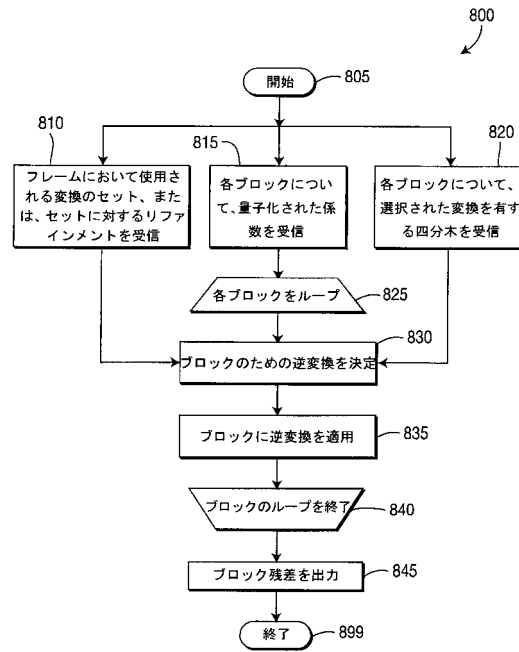 800
開始
805
810
フレームにおいて使用さ
れる変換のセット、また
は、セットに対するリファ
インメントを受信
815
各ブロックについ
て、量子化された係
数を受信
820
各ブロックについて、
選択された変換を有す
る四分木を受信
各ブロックをループ
825
830
ブロックのための逆変換を決定
ブロックに逆変換を適用
835
ブロックのループを終了
840
ブロック残差を出力
845
終了
899